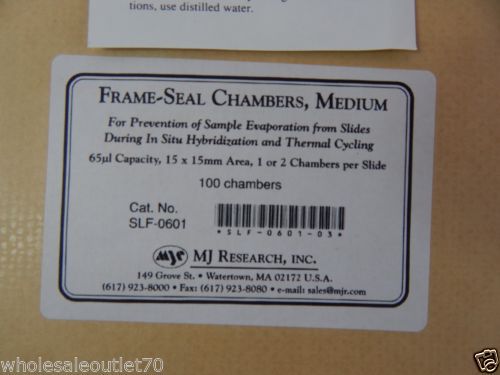 tions, use distilled water.
FRAME-SEAL CHAMBERS, MEDIUM
For Prevention of Sample Evaporation from Slides
During In Situ Hybridization and Thermal Cycling
65µl Capacity, 15 x 15mm Area, 1 or 2 Chambers per Slide
100 chambers
Cat. No.
SLF-0601
*SLF-0601-03*
MJR MJ RESEARCH, INC.
149 Grove St. • Watertown, MA 02172 U.S.A.
(617) 923-8000 • Fax: (617) 923-8080 • e-mail: sales@mjr.com
wholesaleoutlet70